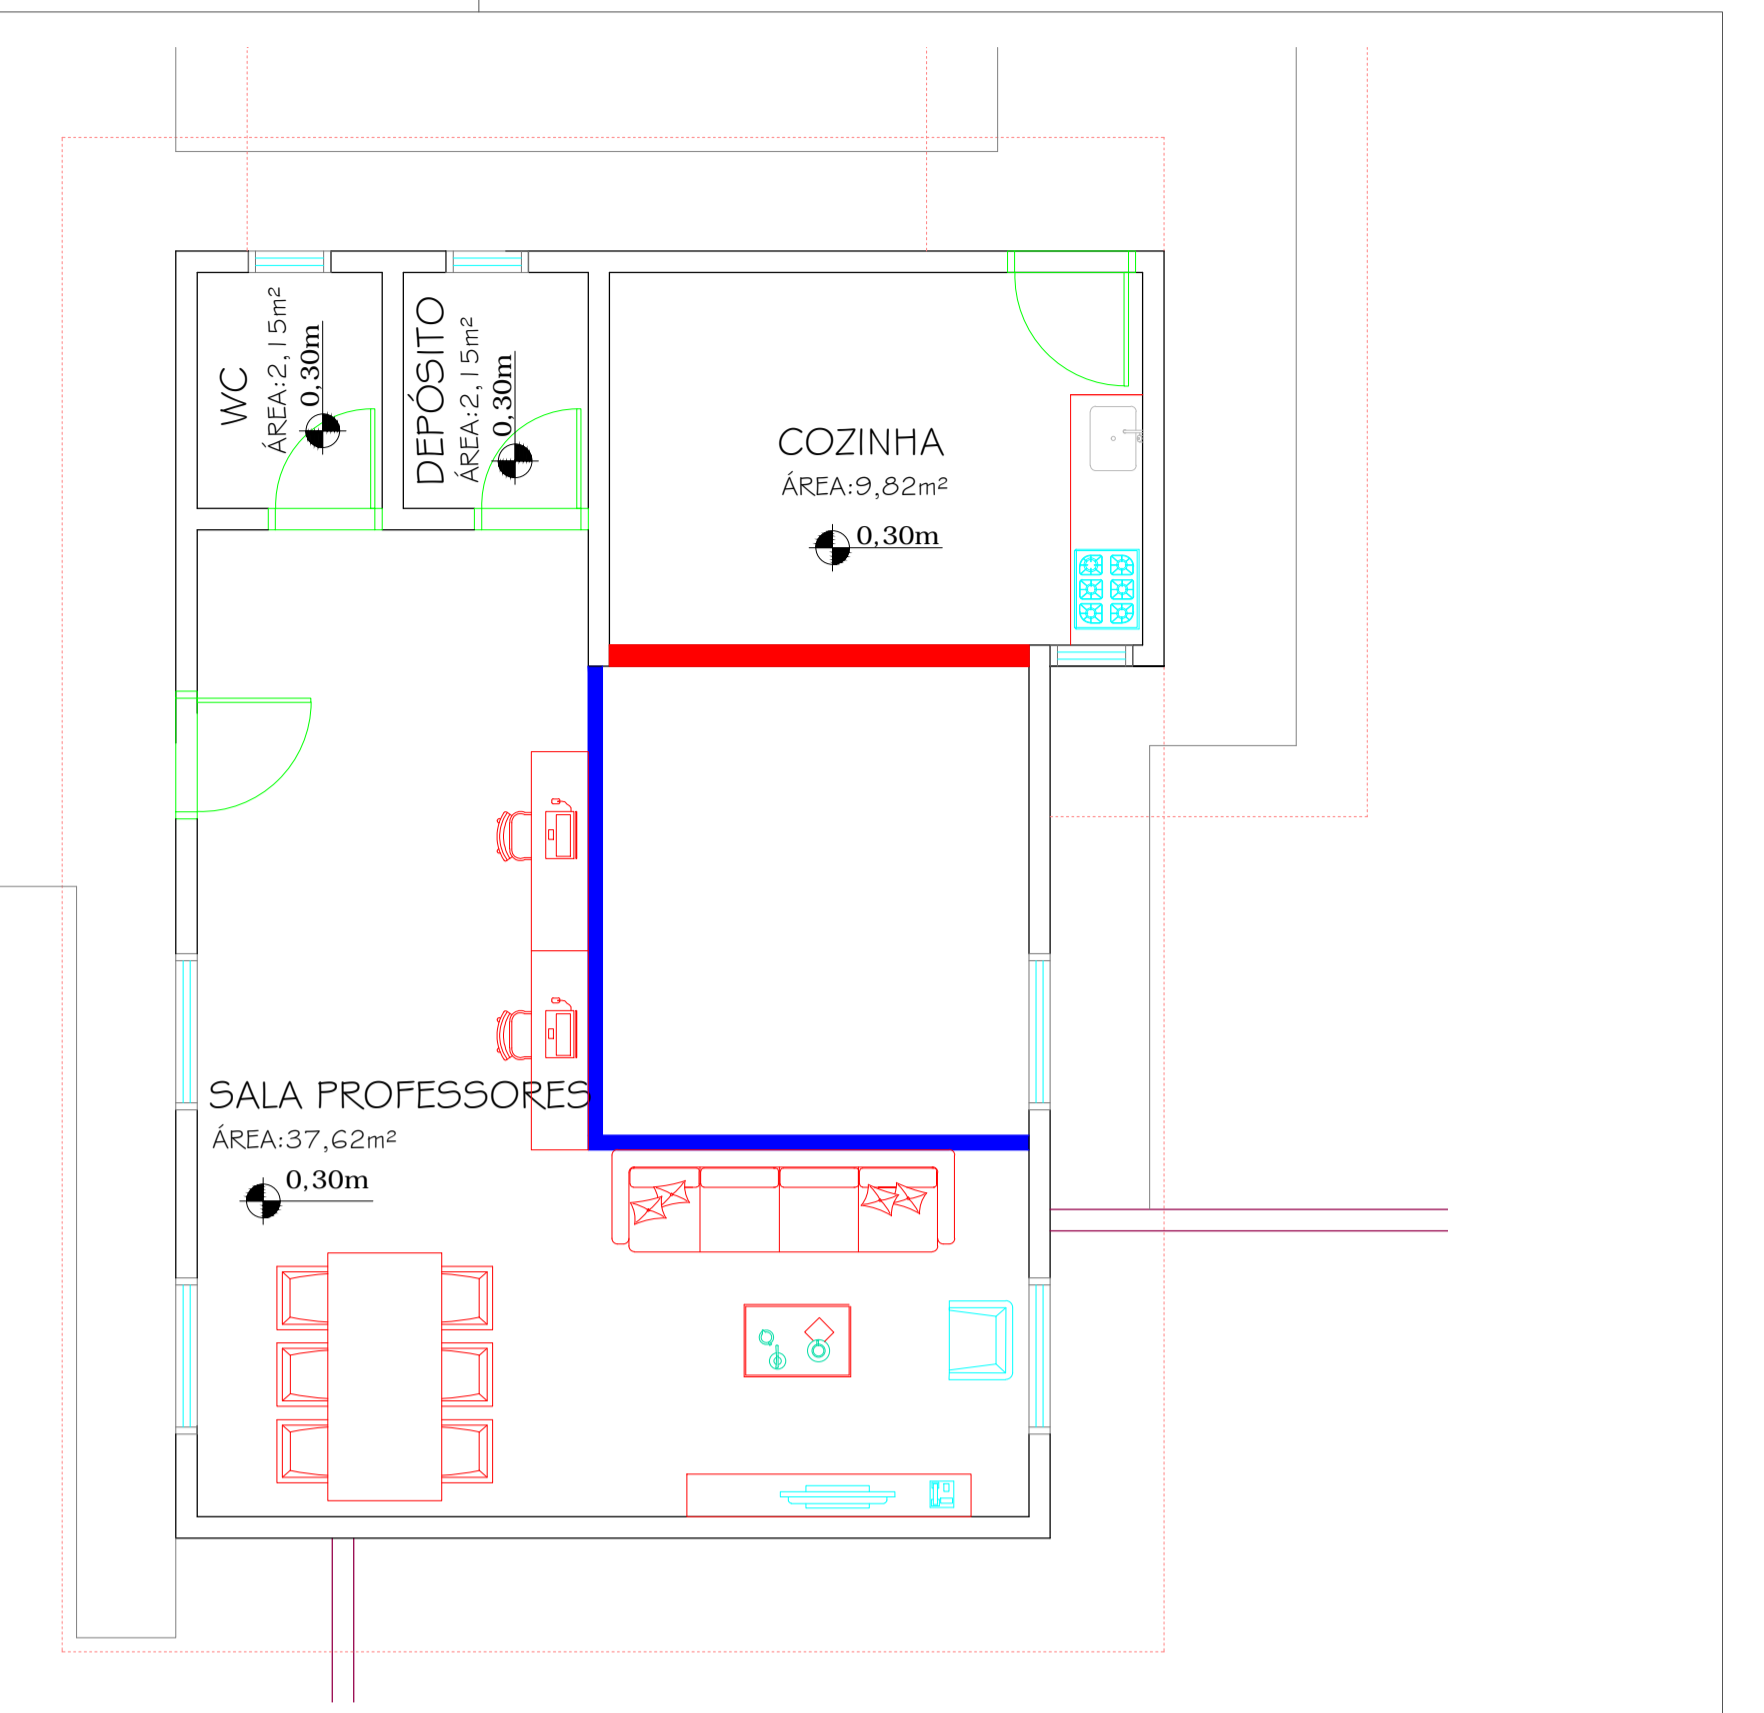 WC
ÁREA:2,15m²
0,30m
DEPÓSITO
ÁREA:2,15m²
0,30m
COZINHA
ÁREA:9,82m²
0,30m
SALA PROFESSORES
ÁREA:37,62m²
0,30m